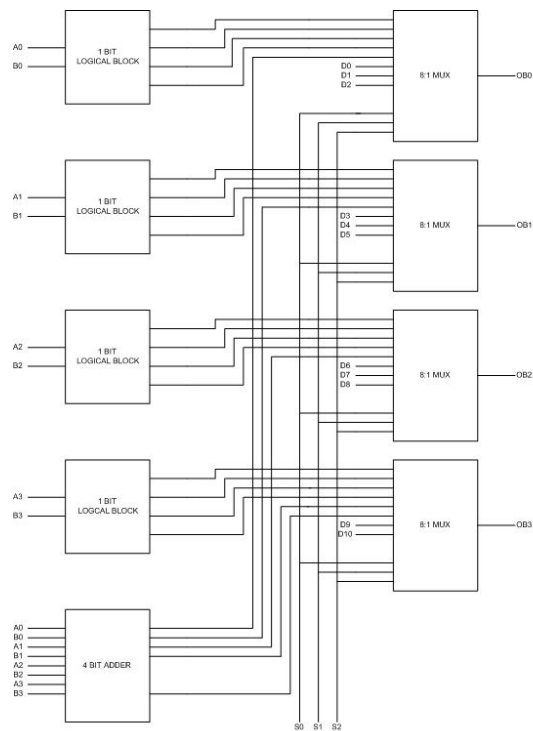 A0
B0
1 BIT
LOGICAL BLOCK
D0
D1
D2
8:1 MUX
OB0
A1
B1
1 BIT
LOGICAL BLOCK
D3
D4
D5
8:1 MUX
OB1
A2
B2
1 BIT
LOGICAL BLOCK
D6
D7
D8
8:1 MUX
OB2
A3
B3
1 BIT
LOGCAL BLOCK
D9
D10
8:1 MUX
OB3
A0
B0
A1
B1
A2
B2
A3
B3
4 BIT ADDER
S0 S1 S2